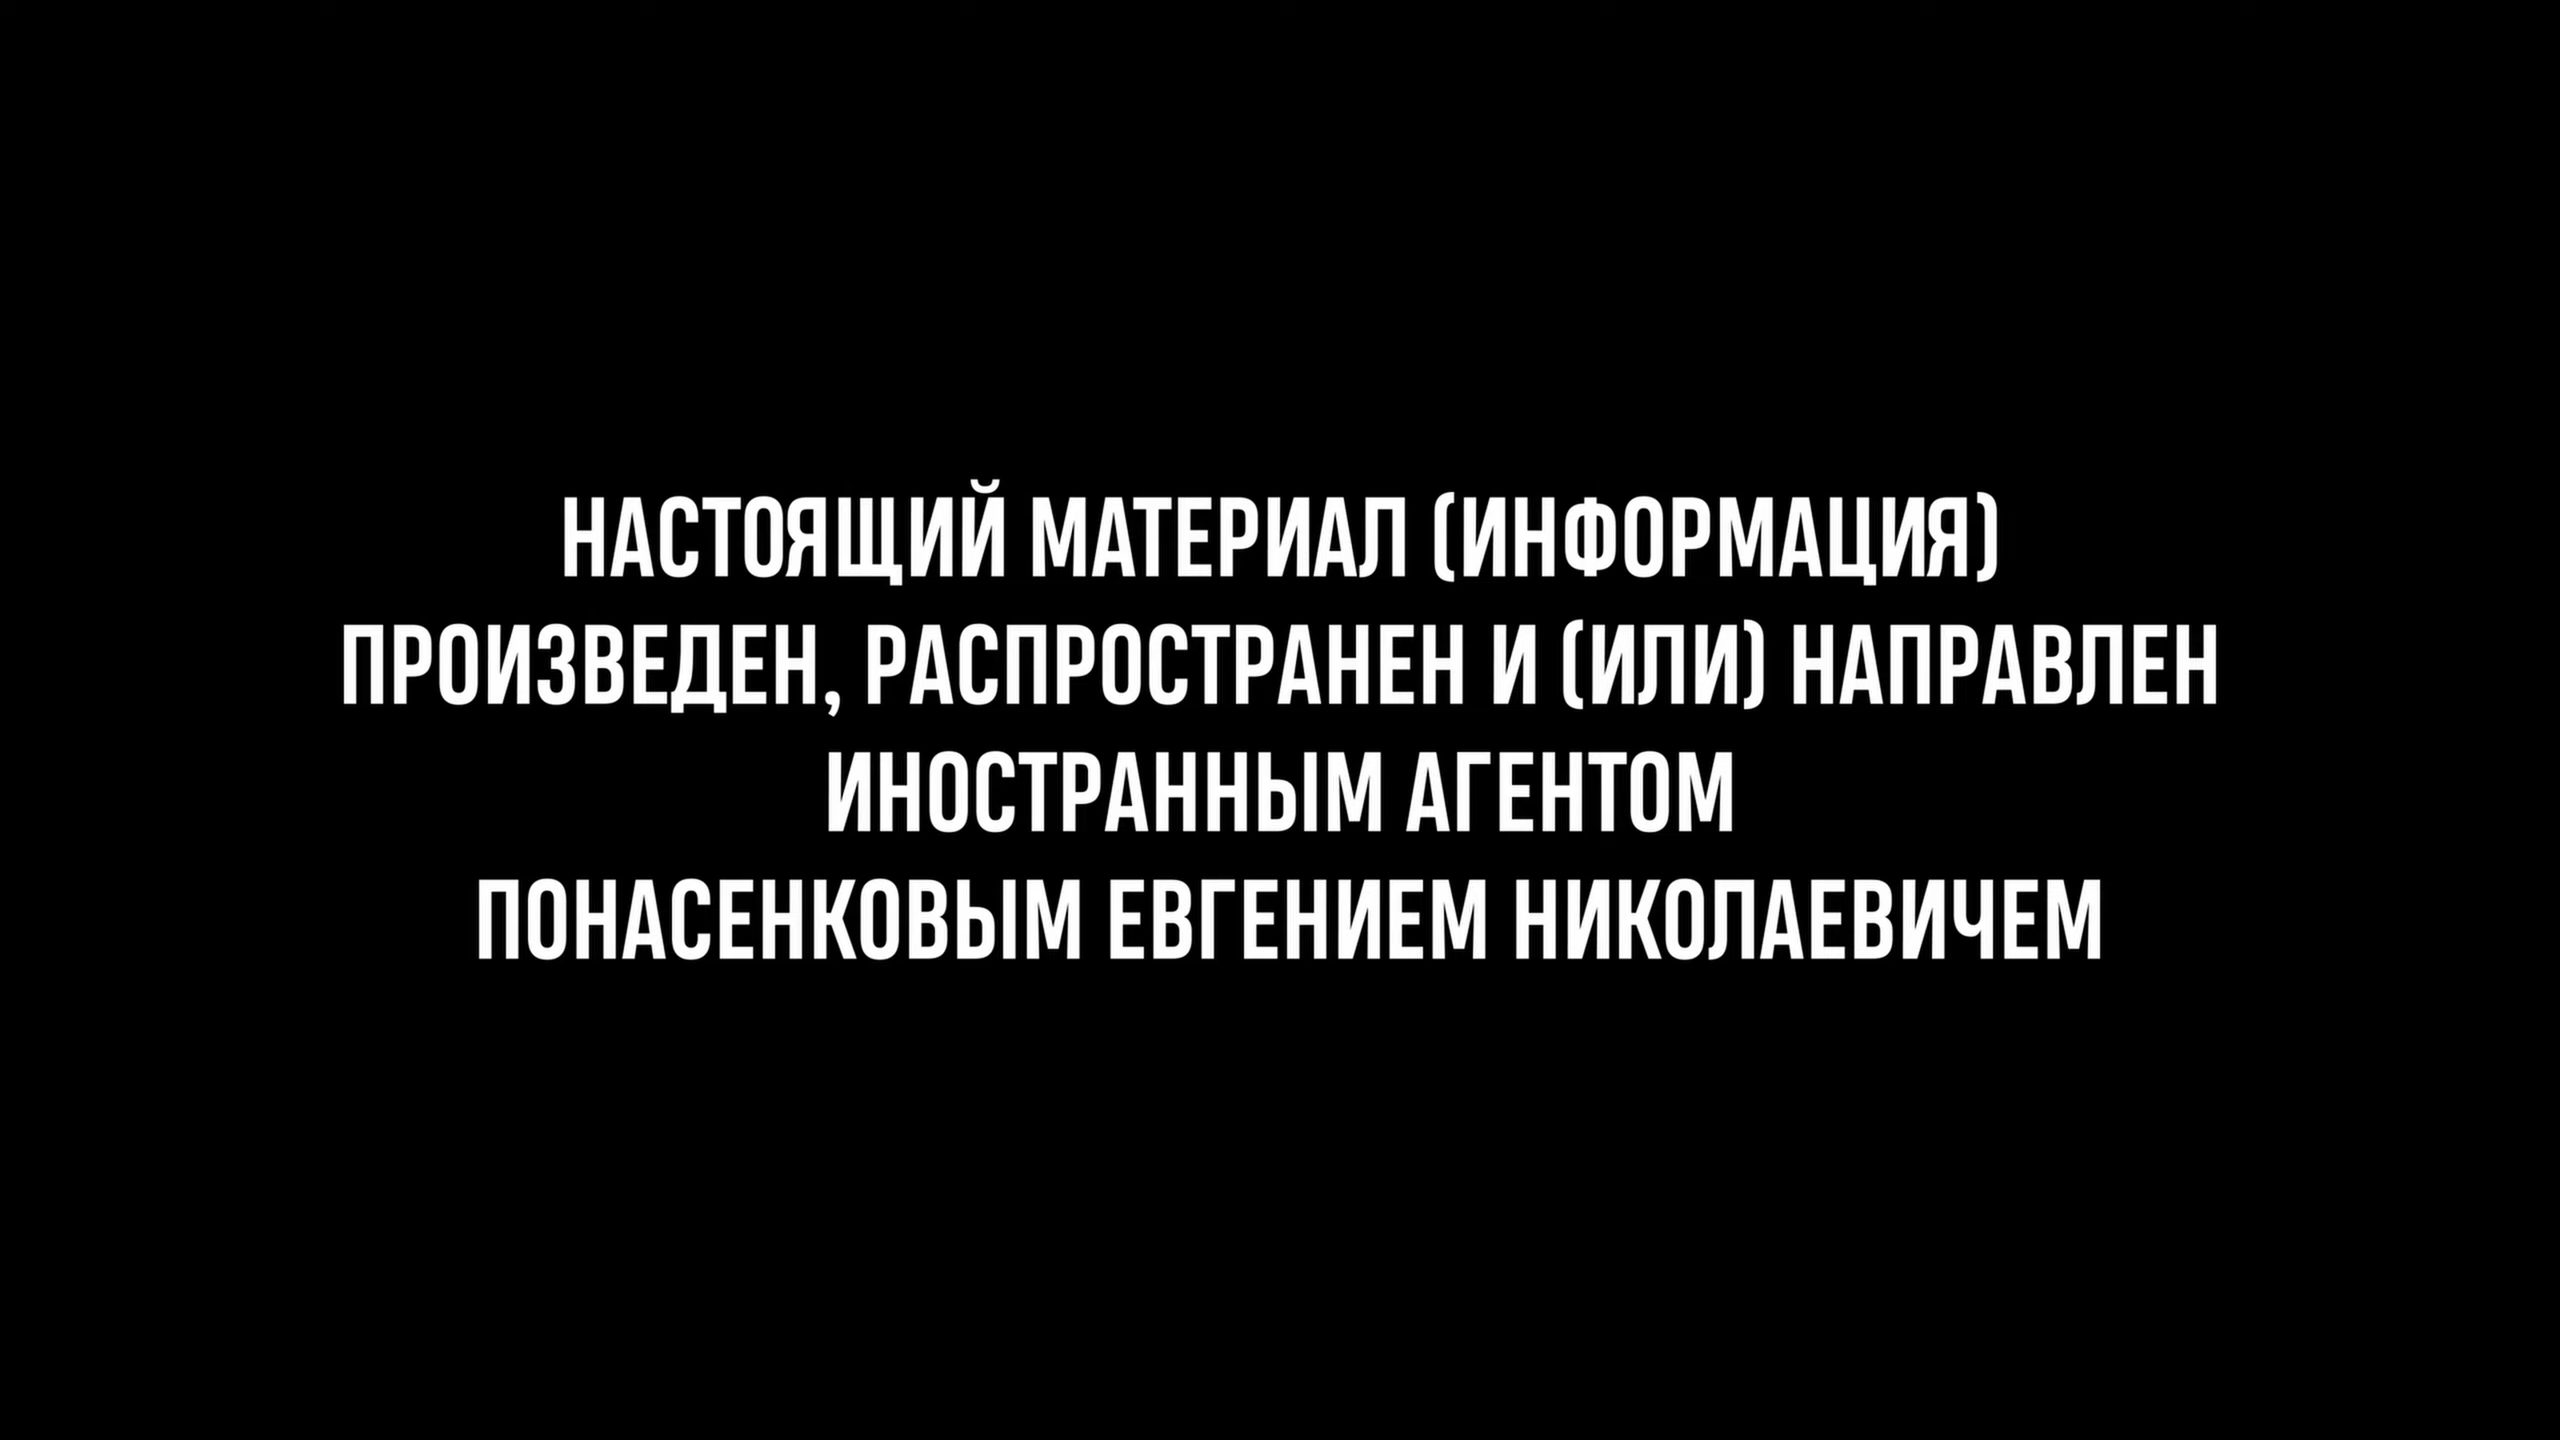 НАСТОЯЩИЙ МАТЕРИАЛ (ИНФОРМАЦИЯ)
ПРОИЗВЕДЕН, РАСПРОСТРАНЕН И (ИЛИ) НАПРАВЛЕН
ИНОСТРАННЫМ АГЕНТОМ
ПОНАСЕНКОВЫМ ЕВГЕНИЕМ НИКОЛАЕВИЧЕМ